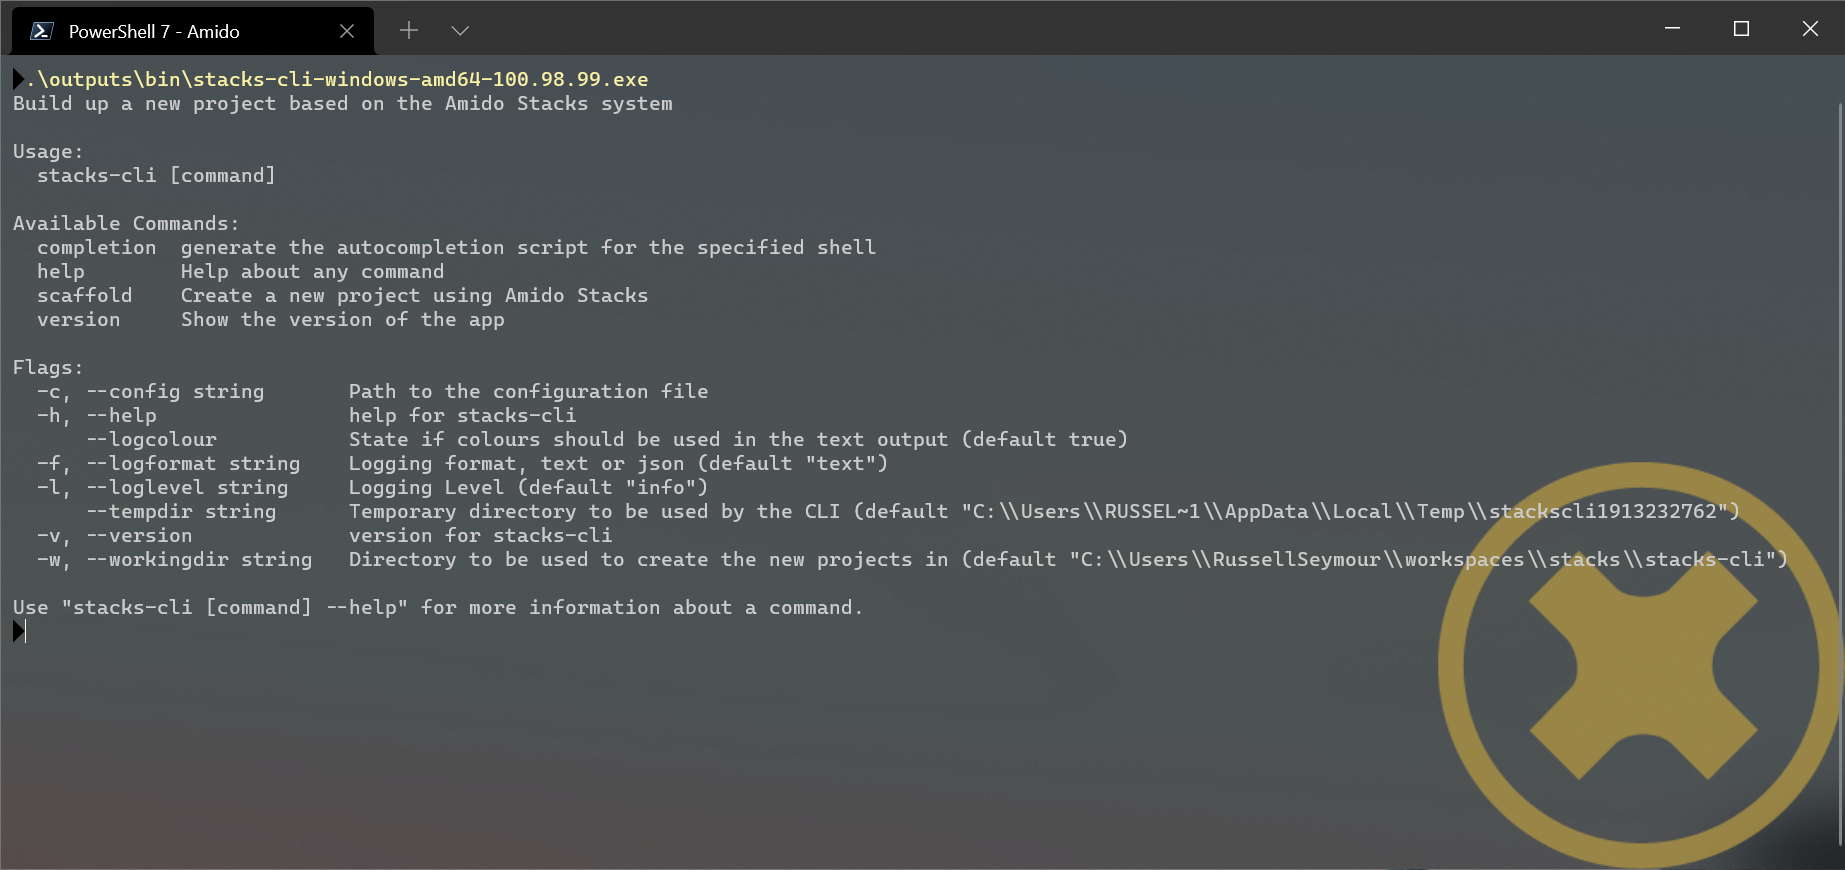 PowerShell 7 - Amido
.\outputs\bin\stacks-cli-windows-amd64-100.98.99.exe
Build up a new project based on the Amido Stacks system
Usage:
  stacks-cli [command]
Available Commands:
  completion  generate the autocompletion script for the specified shell
  help        Help about any command
  scaffold    Create a new project using Amido Stacks
  version     Show the version of the app
Flags:
  -c, --config string       Path to the configuration file
  -h, --help                help for stacks-cli
      --logcolour           State if colours should be used in the text output (default true)
  -f, --logformat string    Logging format, text or json (default "text")
  -l, --loglevel string     Logging Level (default "info")
      --tempdir string      Temporary directory to be used by the CLI (default "C:\\Users\\RUSSEL~1\\AppData\\Local\\Temp\\stackscli1913232762")
  -v, --version             version for stacks-cli
  -w, --workingdir string   Directory to be used to create the new projects in (default "C:\\Users\\RussellSeymour\\workspaces\\stacks\\stacks-cli")
Use "stacks-cli [command] --help" for more information about a command.